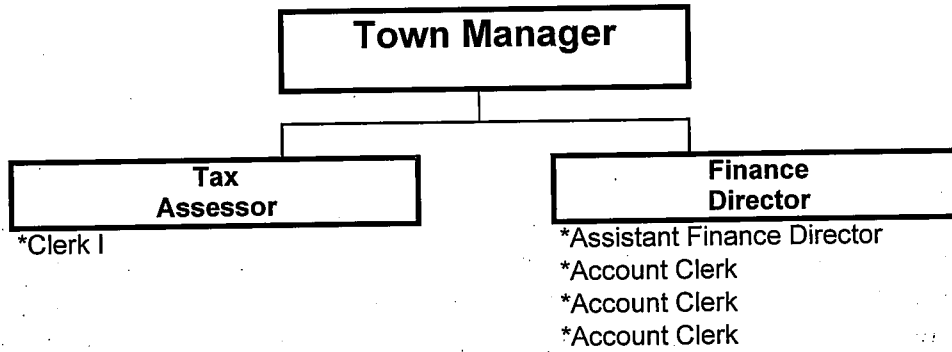 Town Manager
Tax
Assessor
*Clerk I
Finance
Director
*Assistant Finance Director
*Account Clerk
*Account Clerk
*Account Clerk